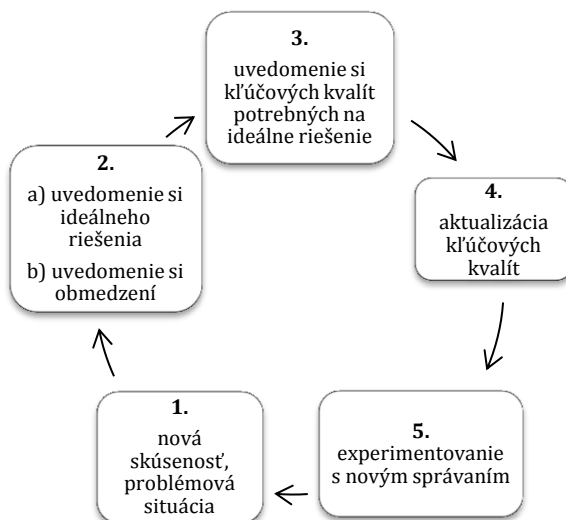 3.
uvedomenie si
kľúčových kvalít
potrebných na
ideálne riešenie
2.
a) uvedomenie si
ideálneho
riešenia
b) uvedomenie si
obmedzení
4.
aktualizácia
kľúčových
kvalít
1.
nová
skúsenosť,
problémová
situácia
5.
experimentovanie
s novým správaním